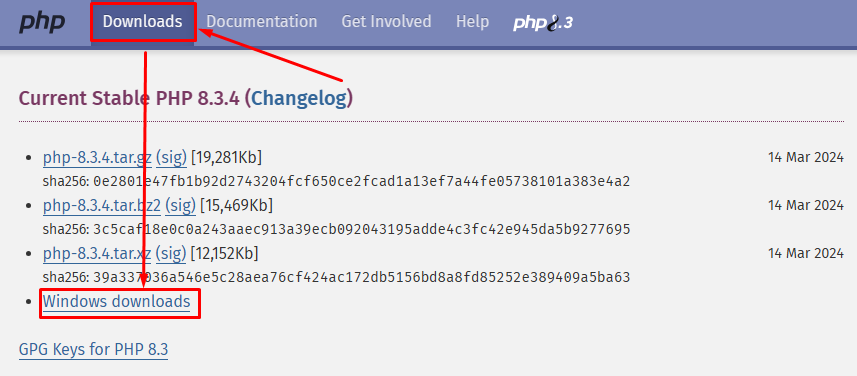 php Downloads Documentation Get Involved Help php8.3
Current Stable PHP 8.3.4 (Changelog)
php-8.3.4.tar.gz (sig) [19,281Kb] 14 Mar 2024
sha256: 0e2801e47fb1b92d2743204fcf650ce2fcad1a13ef7a44fe05738101a383e4a2
php-8.3.4.tar.bz2 (sig) [15,469Kb] 14 Mar 2024
sha256: 3c5caf18e0c0a243aaec913a39ecb092043195adde4c3fc42e945da5b9277695
php-8.3.4.tar.xz (sig) [12,152Kb] 14 Mar 2024
sha256: 39a337036a546e5c28aea76cf424ac172db5156bd8a8fd85252e389409a5ba63
Windows downloads
GPG Keys for PHP 8.3